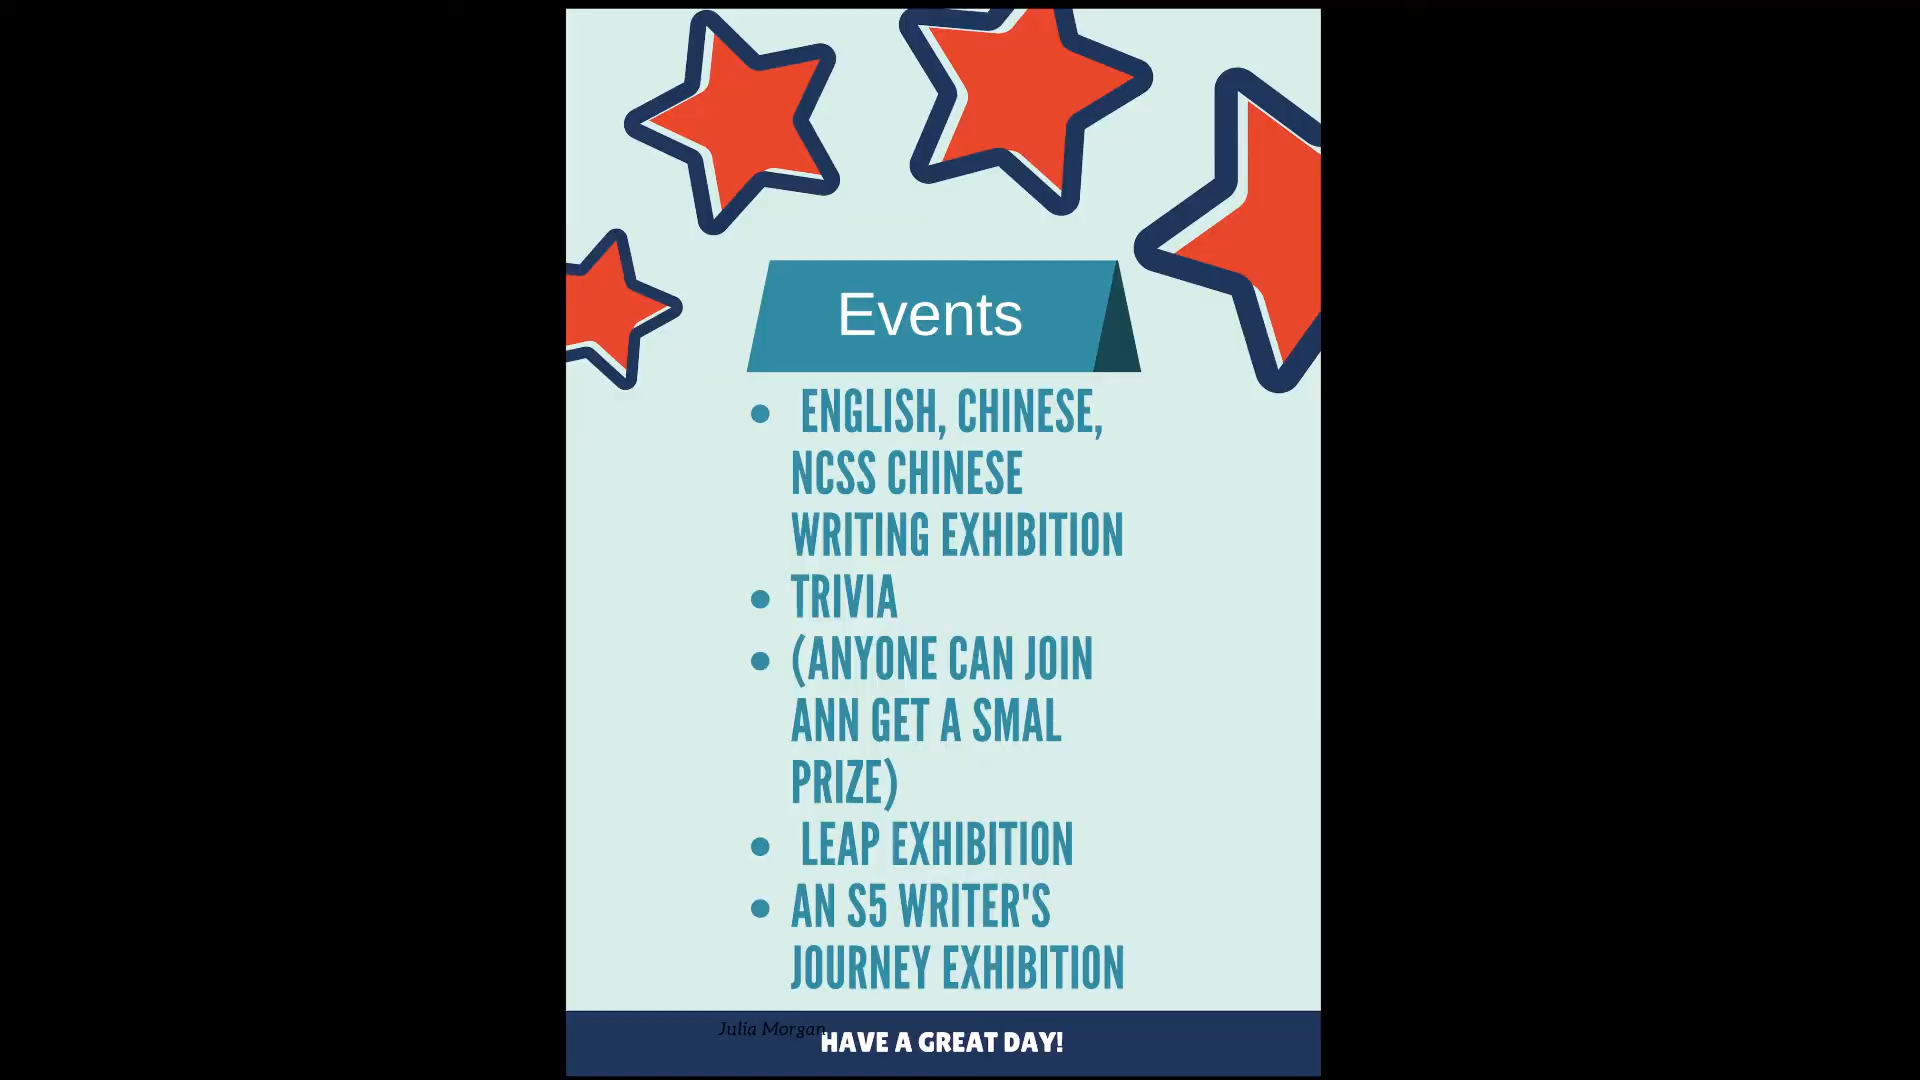 Events
ENGLISH, CHINESE,
NCSS CHINESE
WRITING EXHIBITION
TRIVIA
(ANYONE CAN JOIN
ANN GET A SMAL
PRIZE)
LEAP EXHIBITION
AN S5 WRITER'S
JOURNEY EXHIBITION
Julia Morgan
HAVE A GREAT DAY!